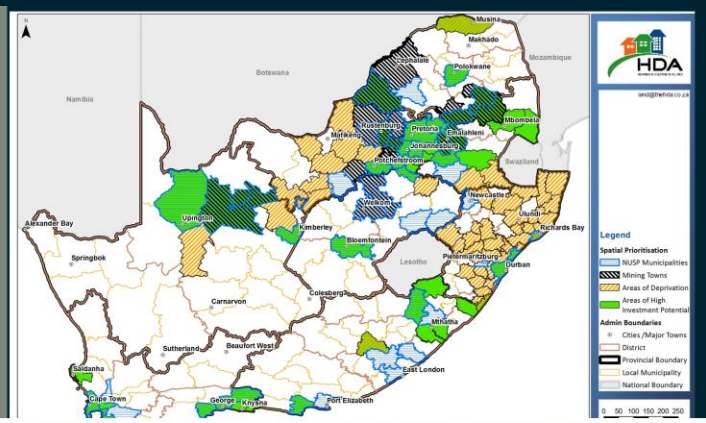 N
Musina
Makhado
Mozambique
Lephalale
Polokwane
Botswana
Namibia
Rustenburg
Mafikeng
Pretoria
Emalahleni
Mbombela
Johannesburg
Potchefstroom
Swaziland
Welkom
Newcastle
Ulundi
Upington
Richards Bay
Alexander Bay
Kimberley
Bloemfontein
Lesotho
Pietermaritzburg
Durban
Springbok
Colesberg
Carnarvon
Mthatha
Sutherland
Beaufort West
East London
Saldanha
Cape Town
George
Knysna
Port Elizabeth
HDA
land@thehda.co.za
Legend
Spatial Prioritisation
NUSP Municipalities
Mining Towns
Areas of Deprivation
Areas of High
Investment Potential
Admin Boundaries
Cities /Major Towns
District
Provincial Boundary
Local Municipality
National Boundary
0 50 100 150 200 250